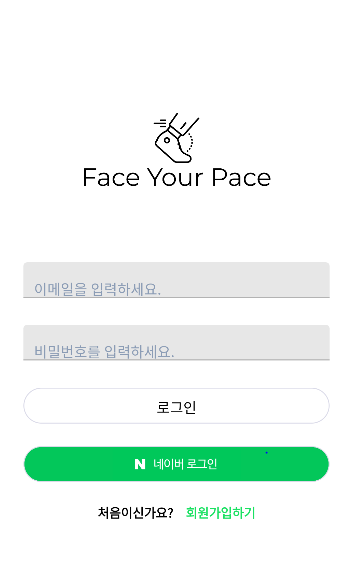 Face Your Pace
이메일을 입력하세요.
비밀번호를 입력하세요.
로그인
N 네이버 로그인
처음이신가요? 회원가입하기